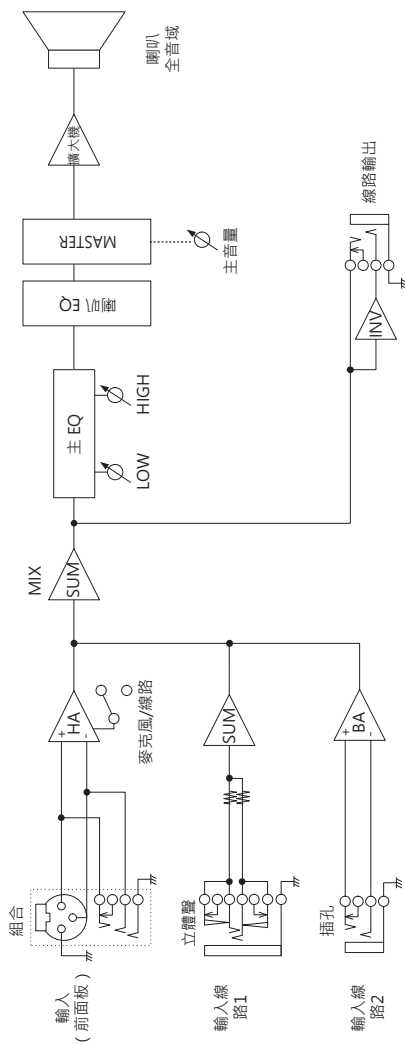 輸入
(前面板)
組合
+
HA
-
麥克風/線路
MIX
SUM
主 EQ
LOW
HIGH
喇叭 EQ
MASTER
主音量
擴大機
喇叭
全音域
輸入線
路1
立體聲
SUM
輸入線
路2
插孔
+
BA
-
INV
線路輸出